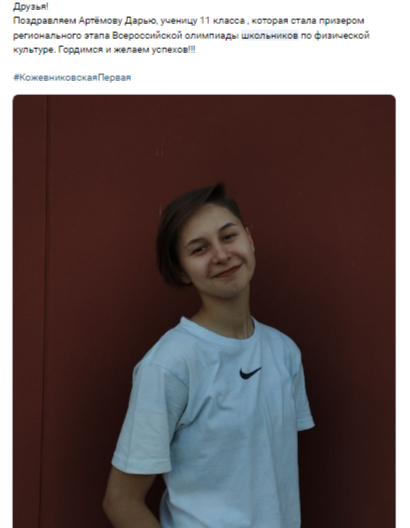 Друзья!
Поздравляем Артёмову Дарью, ученицу 11 класса , которая стала призером
регионального этапа Всероссийской олимпиады школьников по физической
культуре. Гордимся и желаем успехов!!!
#КожевниковскаяПервая